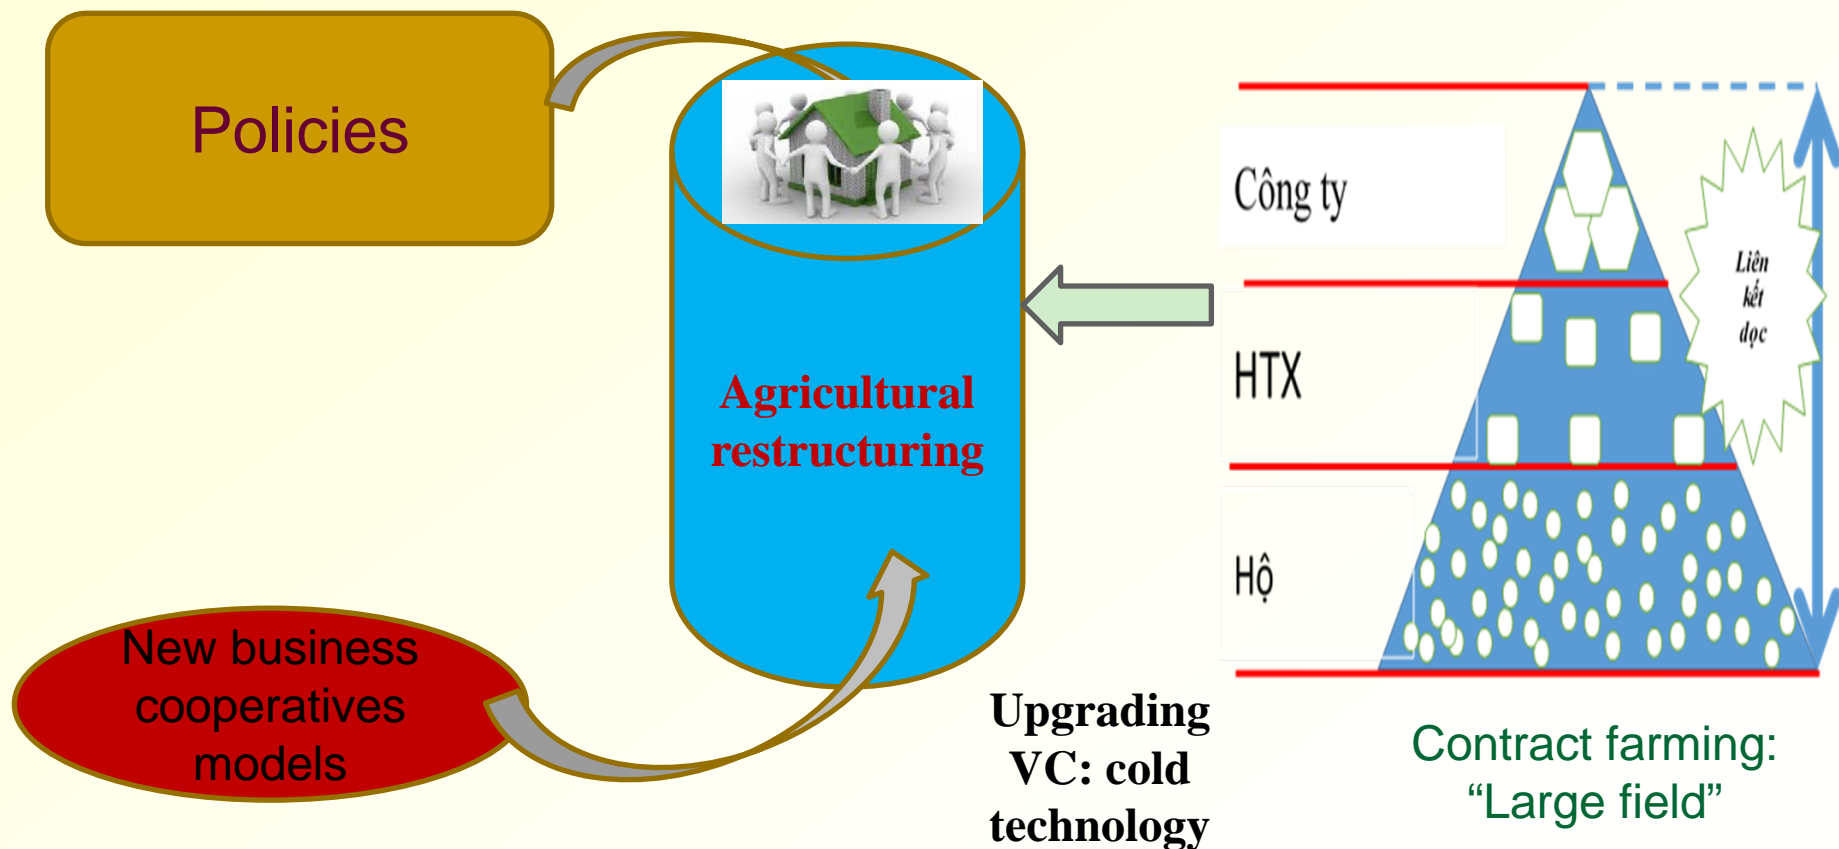 Policies
Agricultural
restructuring
New business
cooperatives
models
Upgrading
VC: cold
technology
Công ty
HTX
Hộ
Liên
kết
dọc
Contract farming:
“Large field”